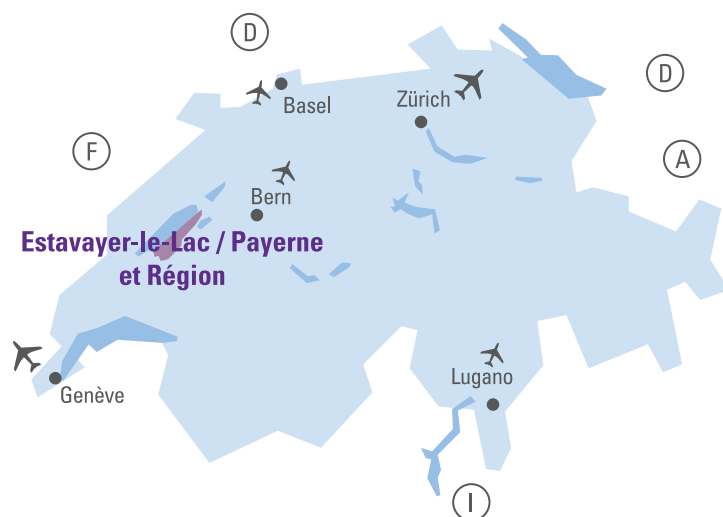 D
D
Basel
Zürich
F
A
Bern
Estavayer-le-Lac / Payerne
et Région
Lugano
Genève
I